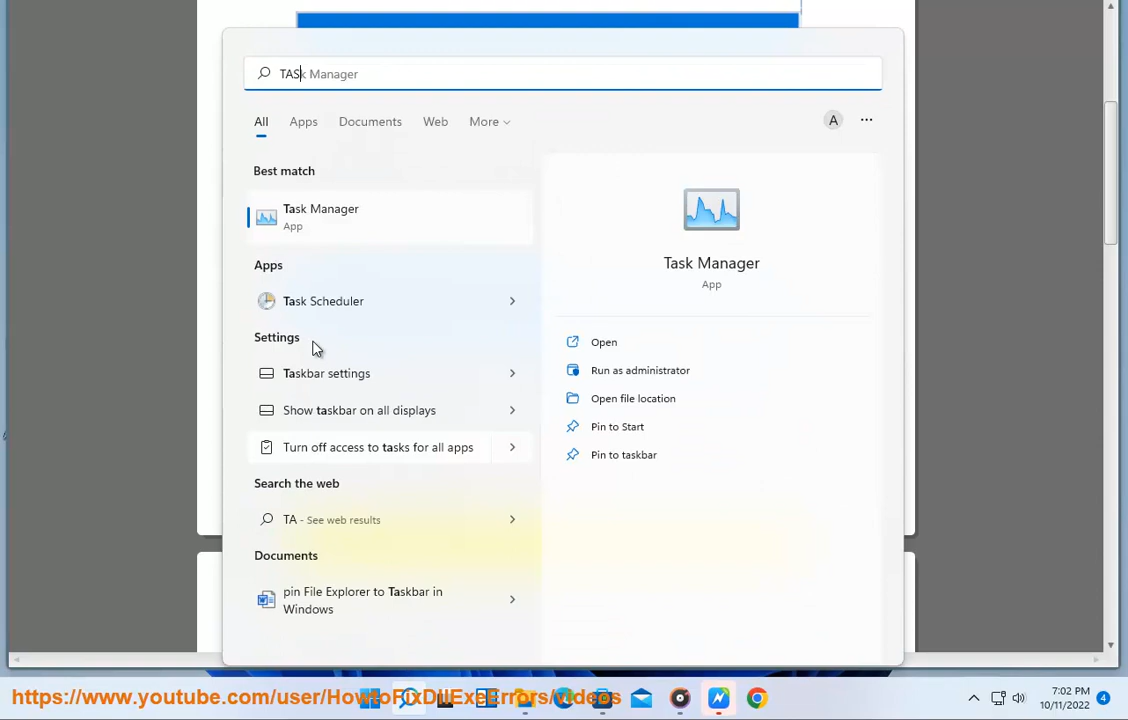 TASk Manager
All Apps Documents Web More A ...
Best match
Task Manager
App
Apps
Task Scheduler
Settings
Taskbar settings
Show taskbar on all displays
Turn off access to tasks for all apps
Search the web
TA - See web results
Documents
pin File Explorer to Taskbar in
Windows
Task Manager
App
Open
Run as administrator
Open file location
Pin to Start
Pin to taskbar
https://www.youtube.com/user/HowtoFixDllExeErrors/videos
7:02 PM
10/11/2022
4